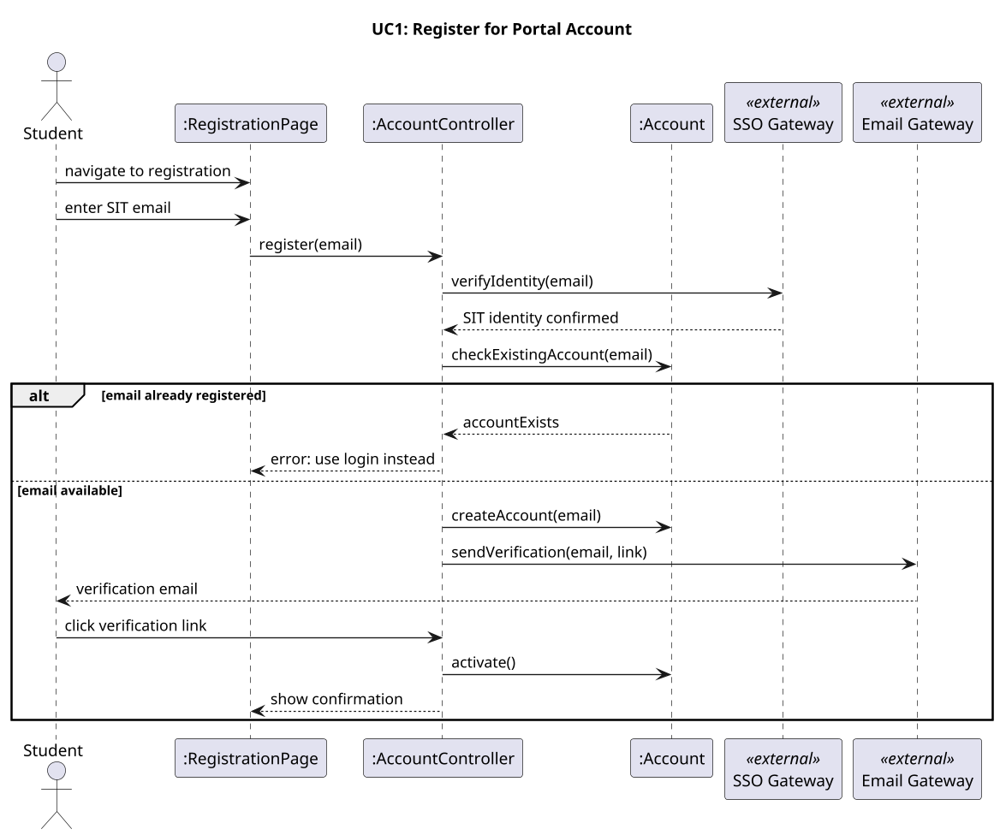 UC1: Register for Portal Account
Student
:RegistrationPage
:AccountController
:Account
«external»
SSO Gateway
«external»
Email Gateway
navigate to registration
enter SIT email
register(email)
verifyIdentity(email)
SIT identity confirmed
checkExistingAccount(email)
alt
[email already registered]
accountExists
error: use login instead
[email available]
createAccount(email)
sendVerification(email, link)
verification email
click verification link
activate()
show confirmation
Student
:RegistrationPage
:AccountController
:Account
«external»
SSO Gateway
«external»
Email Gateway